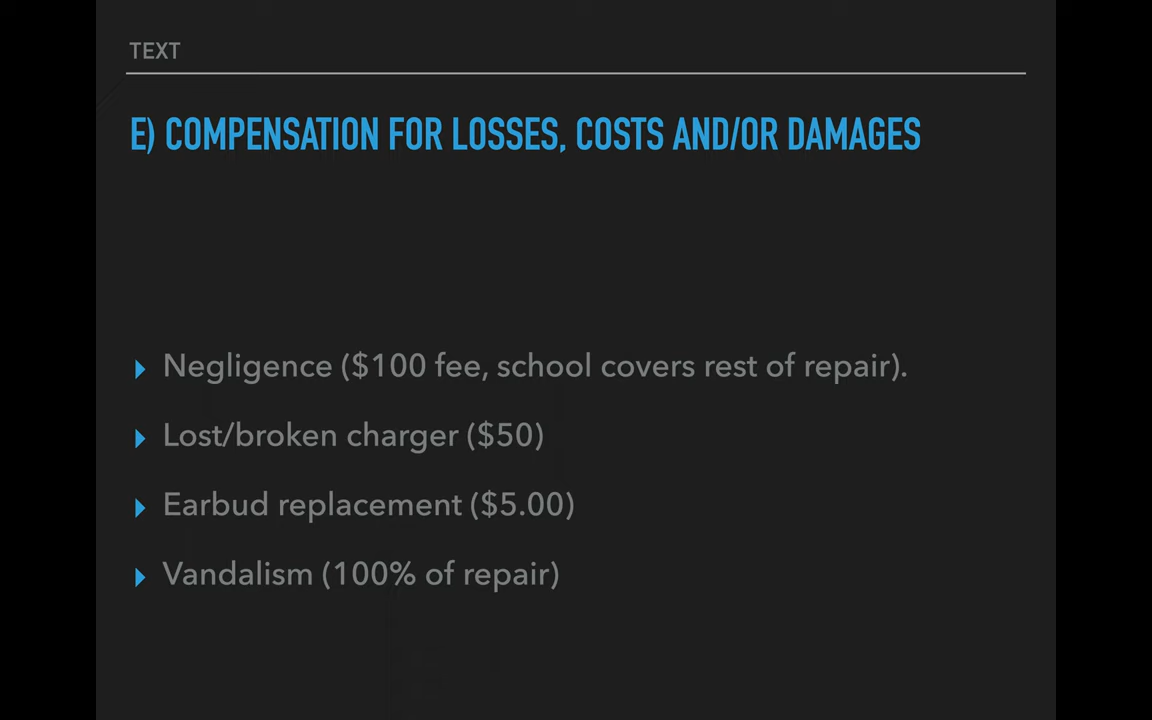 TEXT
E) COMPENSATION FOR LOSSES, COSTS AND/OR DAMAGES
Negligence ($100 fee, school covers rest of repair).
Lost/broken charger ($50)
Earbud replacement ($5.00)
Vandalism (100% of repair)